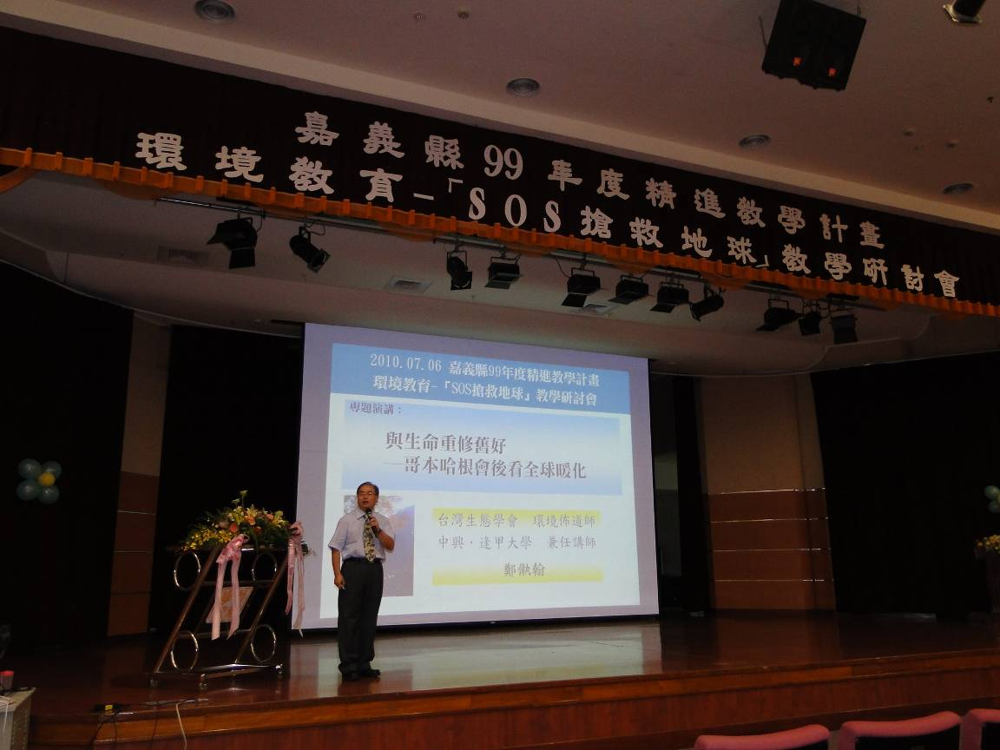 嘉義縣99年度精進教學計畫
環境教育-「SOS搶救地球」教學研討會
2010.07.06 嘉義縣99年度精進教學計畫
環境教育-「SOS搶救地球」教學研討會
專題演講：
與生命重修舊好
—哥本哈根會後看全球暖化
台灣生態學會 環境佈道師
中興．逢甲大學 兼任講師
鄭俽輸